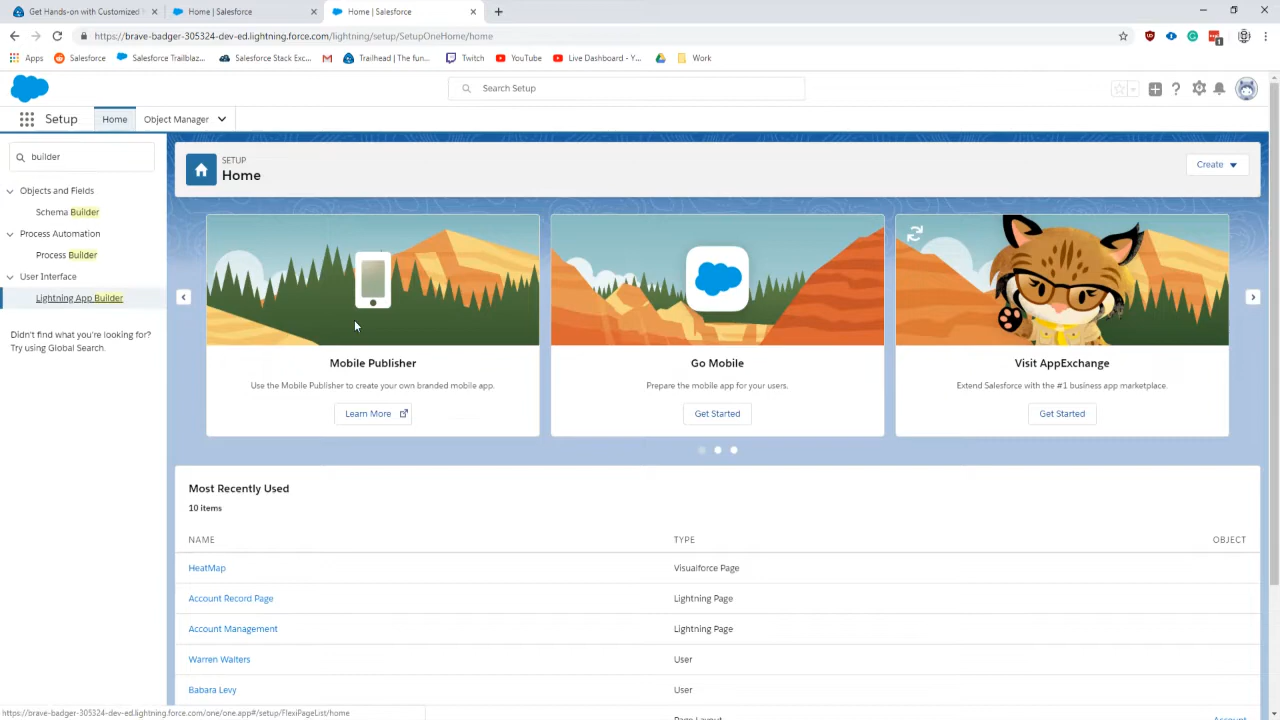 Get Hands-on with Customized
Home | Salesforce
Home | Salesforce
https://brave-badger-305324-dev-ed.lightning.force.com/lightning/setup/SetupOneHome/home
Apps
Salesforce
Salesforce Trailblaz...
Salesforce Stack Exc...
Trailhead | The fun...
Twitch
YouTube
Live Dashboard - Y...
Work
Search Setup
Setup
Home
Object Manager
builder
Objects and Fields
Schema Builder
Process Automation
Process Builder
User Interface
Lightning App Builder
Didn't find what you're looking for?
Try using Global Search.
SETUP
Home
Create
Mobile Publisher
Use the Mobile Publisher to create your own branded mobile app.
Learn More
Go Mobile
Prepare the mobile app for your users.
Get Started
Visit AppExchange
Extend Salesforce with the #1 business app marketplace.
Get Started
Most Recently Used
10 items
NAME TYPE OBJECT
HeatMap Visualforce Page
Account Record Page Lightning Page
Account Management Lightning Page
Warren Walters User
Babara Levy User
Page Layout Account
https://brave-badger-305324-dev-ed.lightning.force.com/one/one.app#/setup/FlexiPageList/home